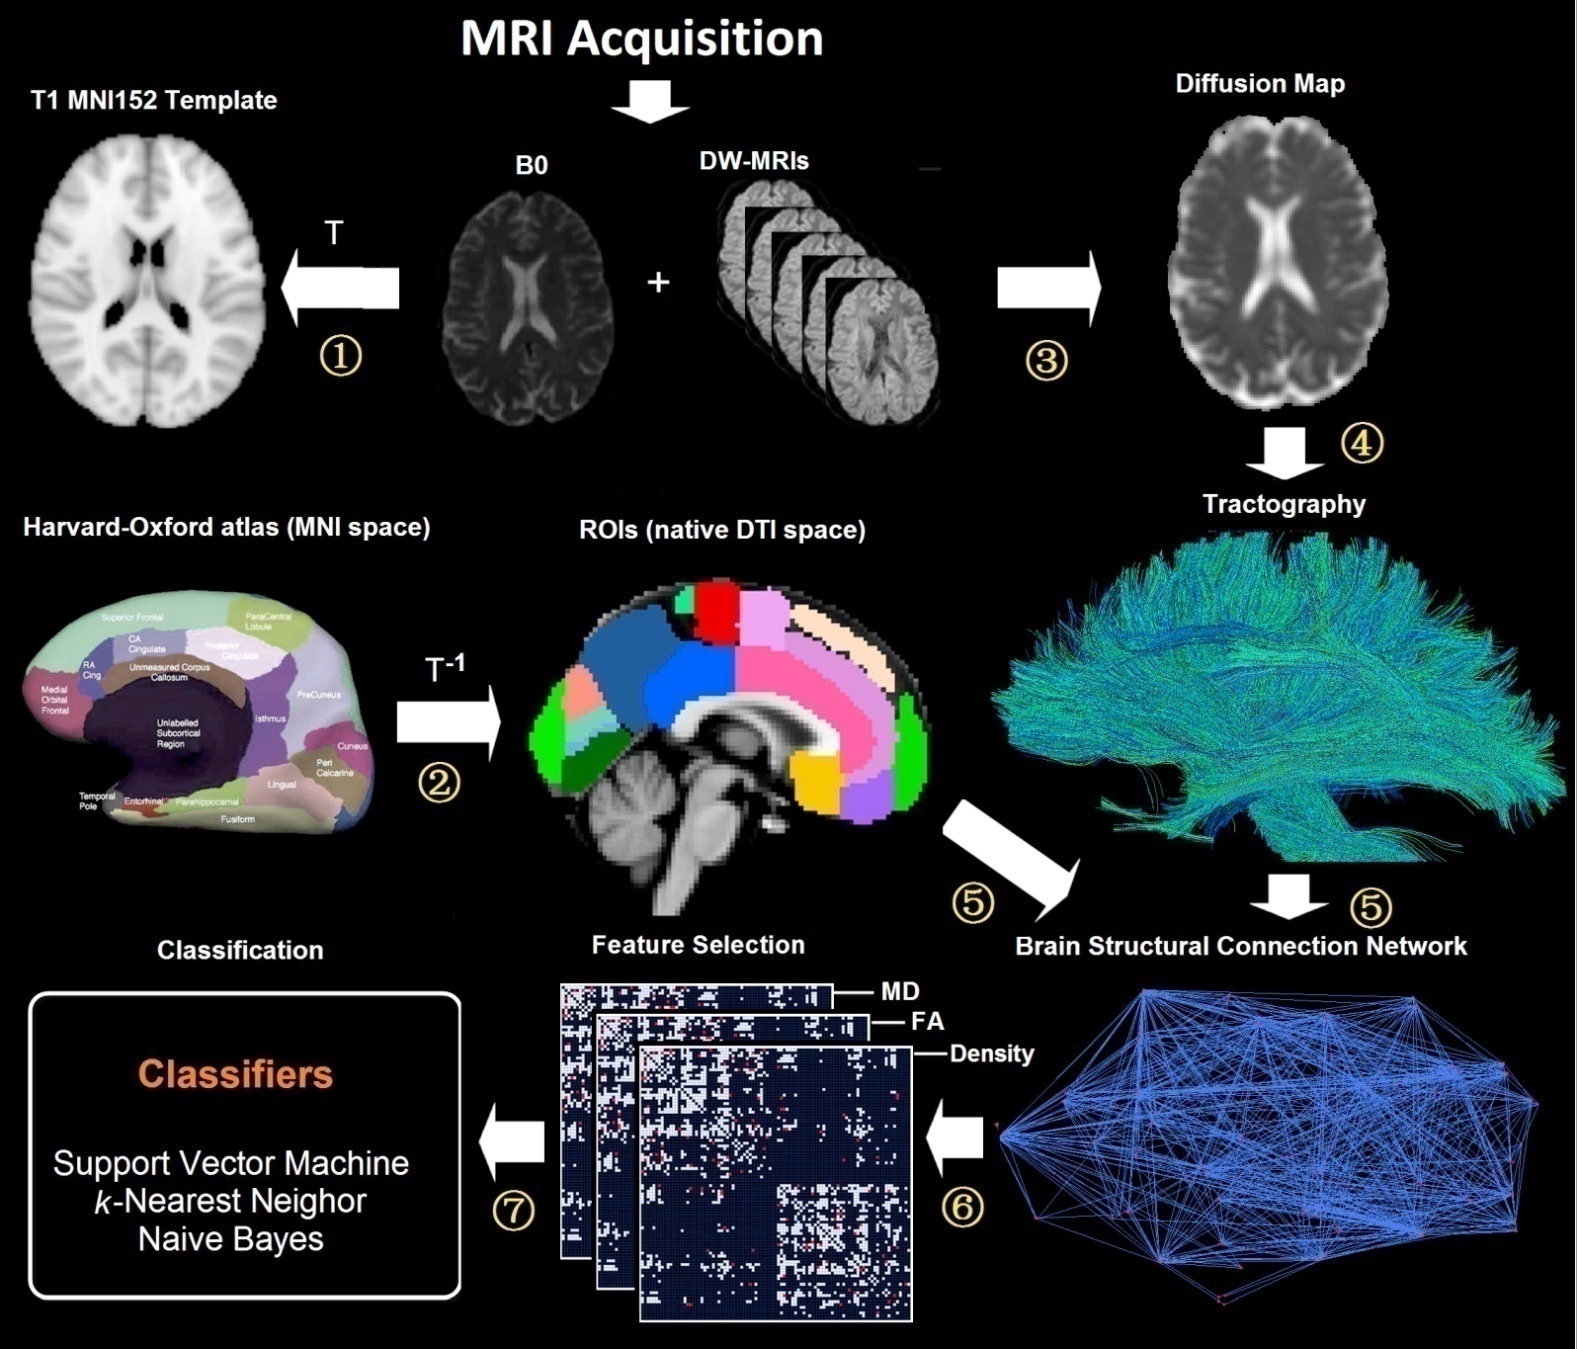 MRI Acquisition
T1 MNI152 Template
Diffusion Map
B0
DW-MRIs
T
+
①
③
④
Tractography
Harvard-Oxford atlas (MNI space)
ROIs (native DTI space)
Superior Frontal
ParaCentral
Lobule
CA
Cingulate
Posterior
Cingulate
RA
Cing
Unmeasured Corpus
Callosum
Medial
Orbital
Frontal
PreCuneus
Isthmus
Unlabelled
Subcortical
Region
Cuneus
Peri
Calcarine
Lingual
Temporal
Pole
Entorhinal
Parahippocampal
Fusiform
T-1
②
⑤
⑤
Classification
Feature Selection
Brain Structural Connection Network
MD
FA
Density
Classifiers
Support Vector Machine
k-Nearest Neighor
Naive Bayes
⑦
⑥